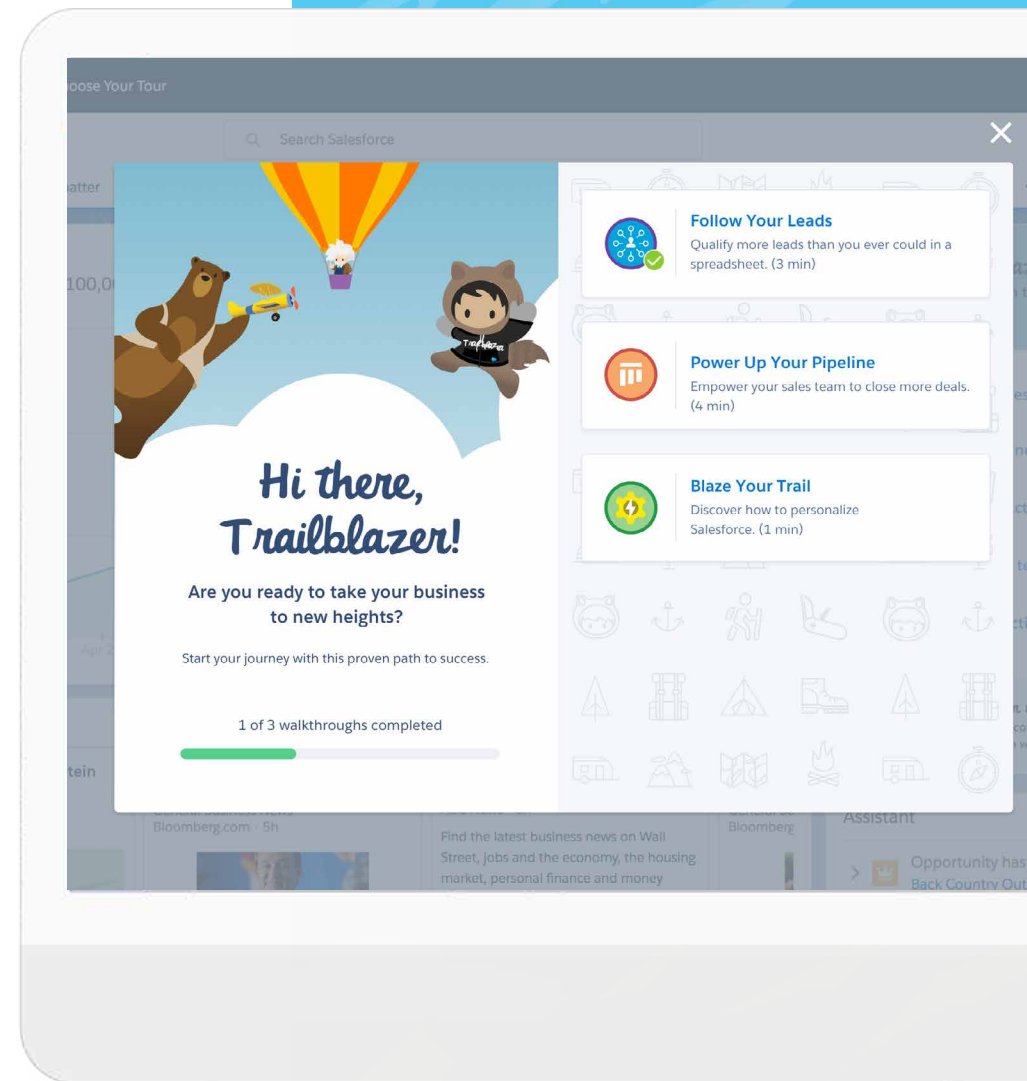 Choose Your Tour
Search Salesforce
Hi there,
Trailblazer!
Are you ready to take your business
to new heights?
Start your journey with this proven path to success.
1 of 3 walkthroughs completed
Follow Your Leads
Qualify more leads than you ever could in a
spreadsheet. (3 min)
Power Up Your Pipeline
Empower your sales team to close more deals.
(4 min)
Blaze Your Trail
Discover how to personalize
Salesforce. (1 min)
Trailblazer
Bloomberg.com · 5h
Find the latest business news on Wall
Street, jobs and the economy, the housing
market, personal finance and money
Bloomberg
Assistant
Opportunity has
Back Country Out